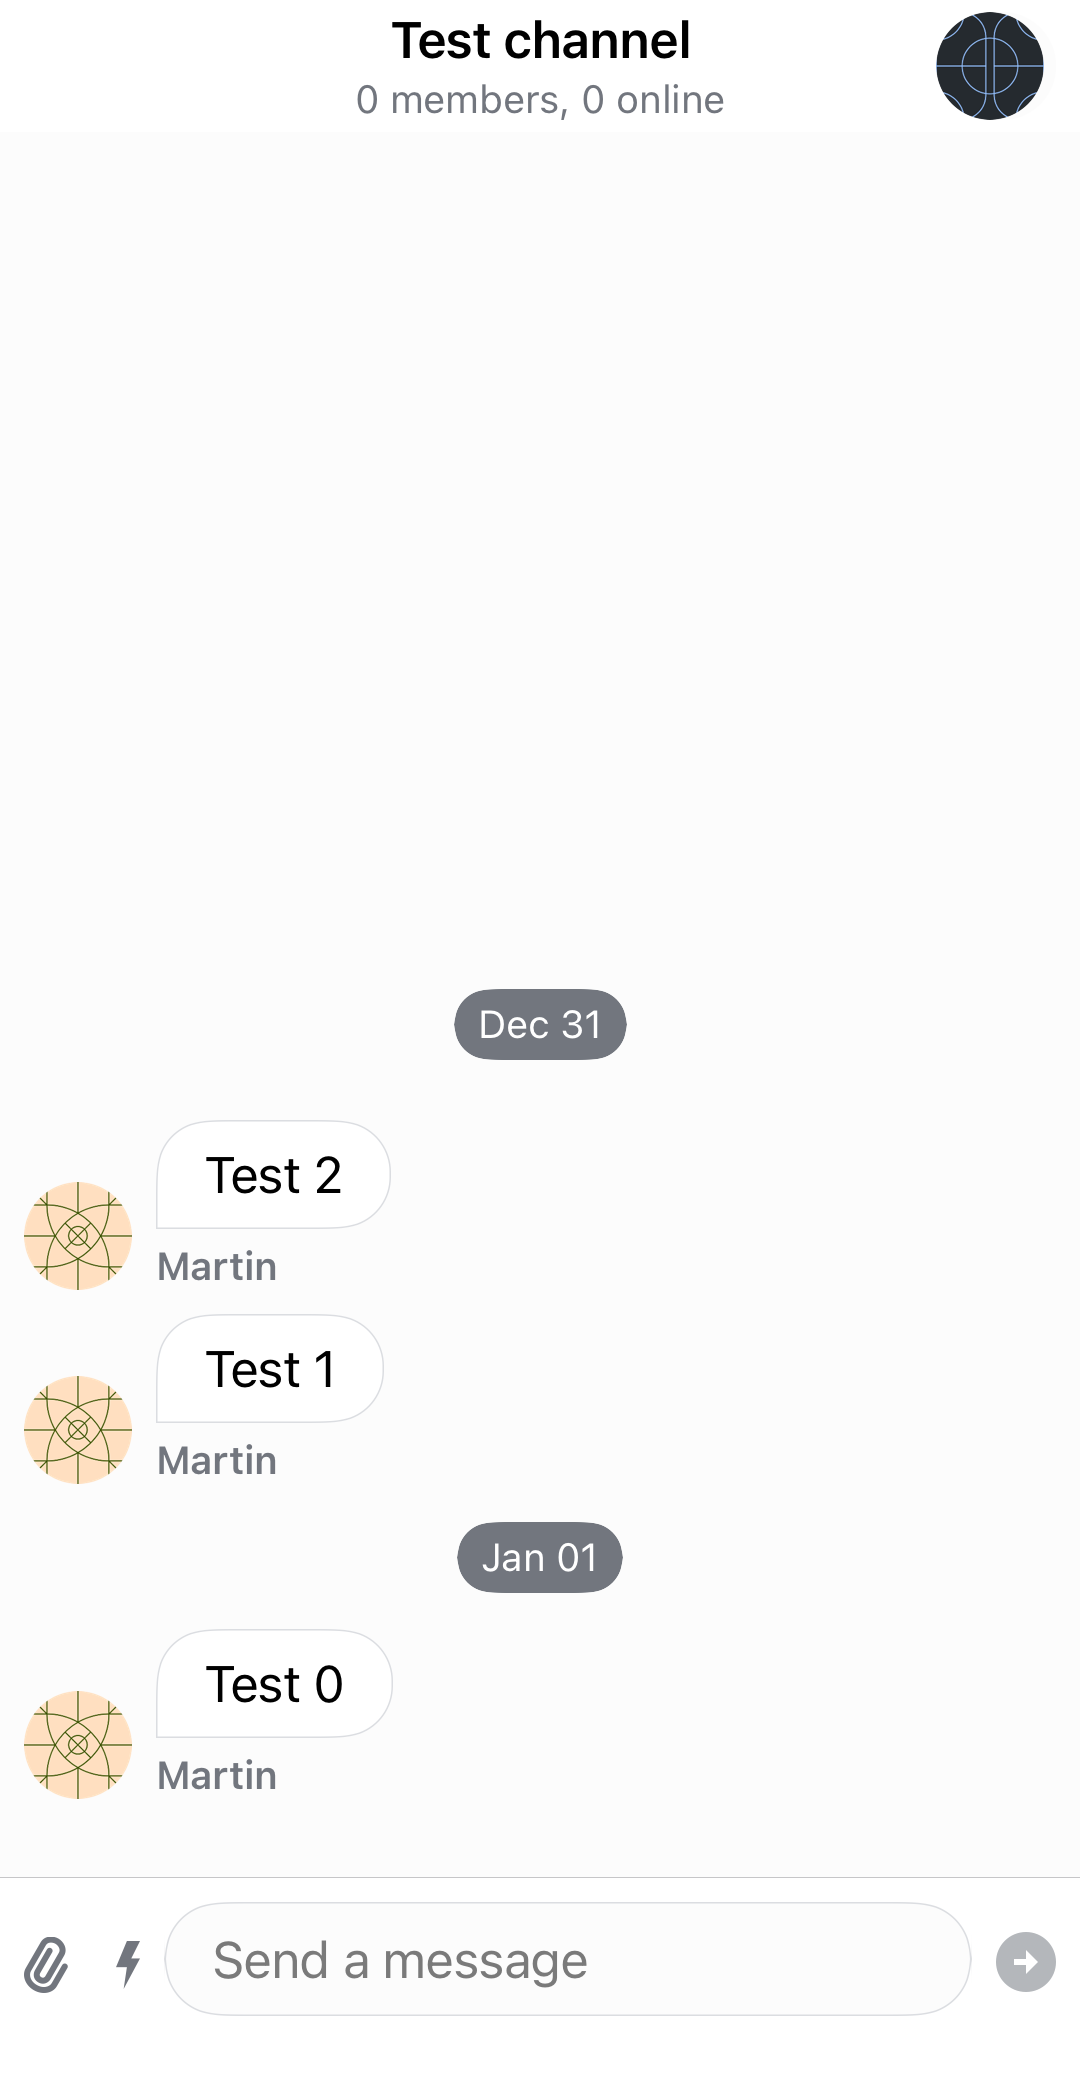 Test channel
0 members, 0 online
Dec 31
Test 2
Martin
Test 1
Martin
Jan 01
Test 0
Martin
Send a message